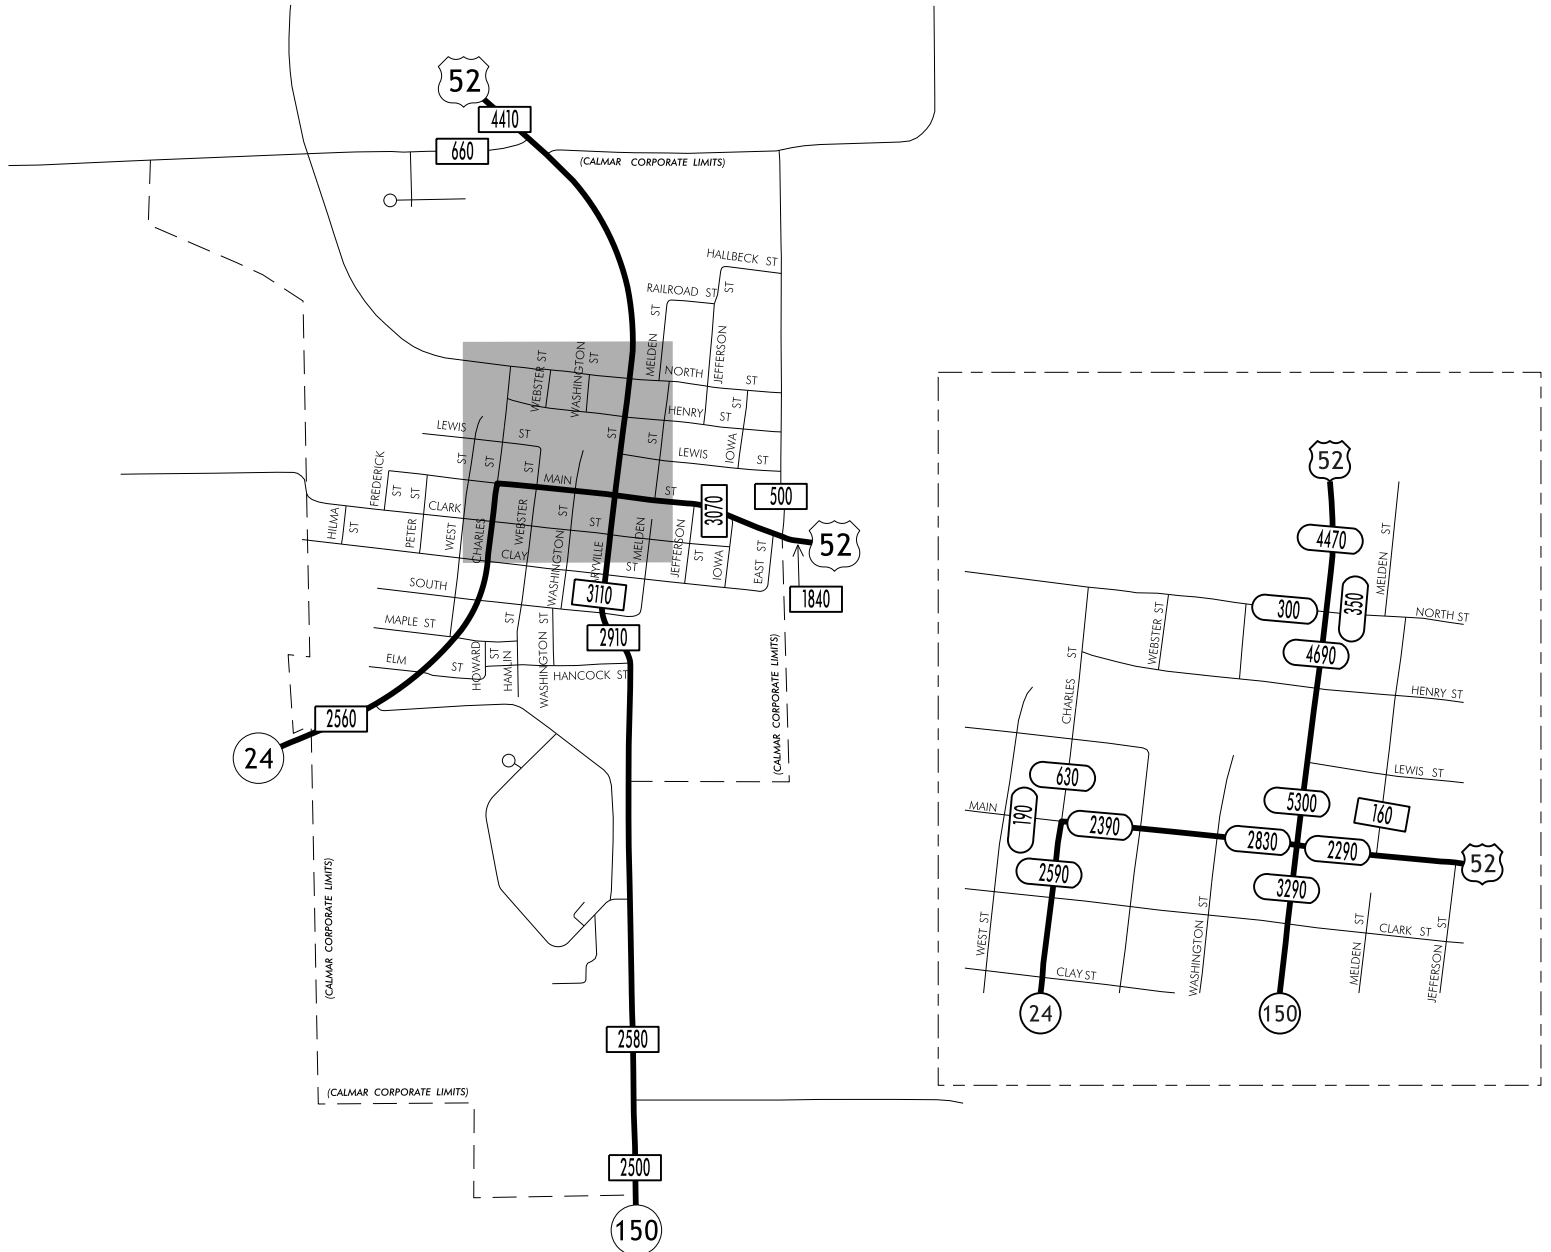 52
4410
660
(CALMAR CORPORATE LIMITS)
HALLBECK ST
RAILROAD ST
ST
MELDEN ST
JEFFERSON
WEBSTER ST
WASHINGTON ST
NORTH ST
HENRY ST
ST
IOWA
LEWIS ST
ST
ST
LEWIS ST
FREDERICK
ST
ST
ST
ST
ST
MAIN ST
500
3070
CLARK ST
HILMA ST
PETER
WEST
CHARLES
WEBSTER
WASHINGTON ST
MELDEN
JEFFERSON ST
IOWA
EAST ST
52
1840
CLAY ST
RYVILLE
3110
SOUTH
2910
MAPLE ST
ST
ELM ST
HOWARD ST
HAMLIN
WASHINGTON ST
HANCOCK ST
(CALMAR CORPORATE LIMITS)
2560
24
(CALMAR CORPORATE LIMITS)
2580
(CALMAR CORPORATE LIMITS)
2500
150
52
4470
MELDEN ST
300
350
NORTH ST
WEBSTER ST
4690
CHARLES ST
HENRY ST
LEWIS ST
630
MAIN
190
2390
5300
160
2830
2290
52
2590
3290
WEST ST
WASHINGTON ST
MELDEN ST
CLARK ST
JEFFERSON ST
CLAY ST
24
150